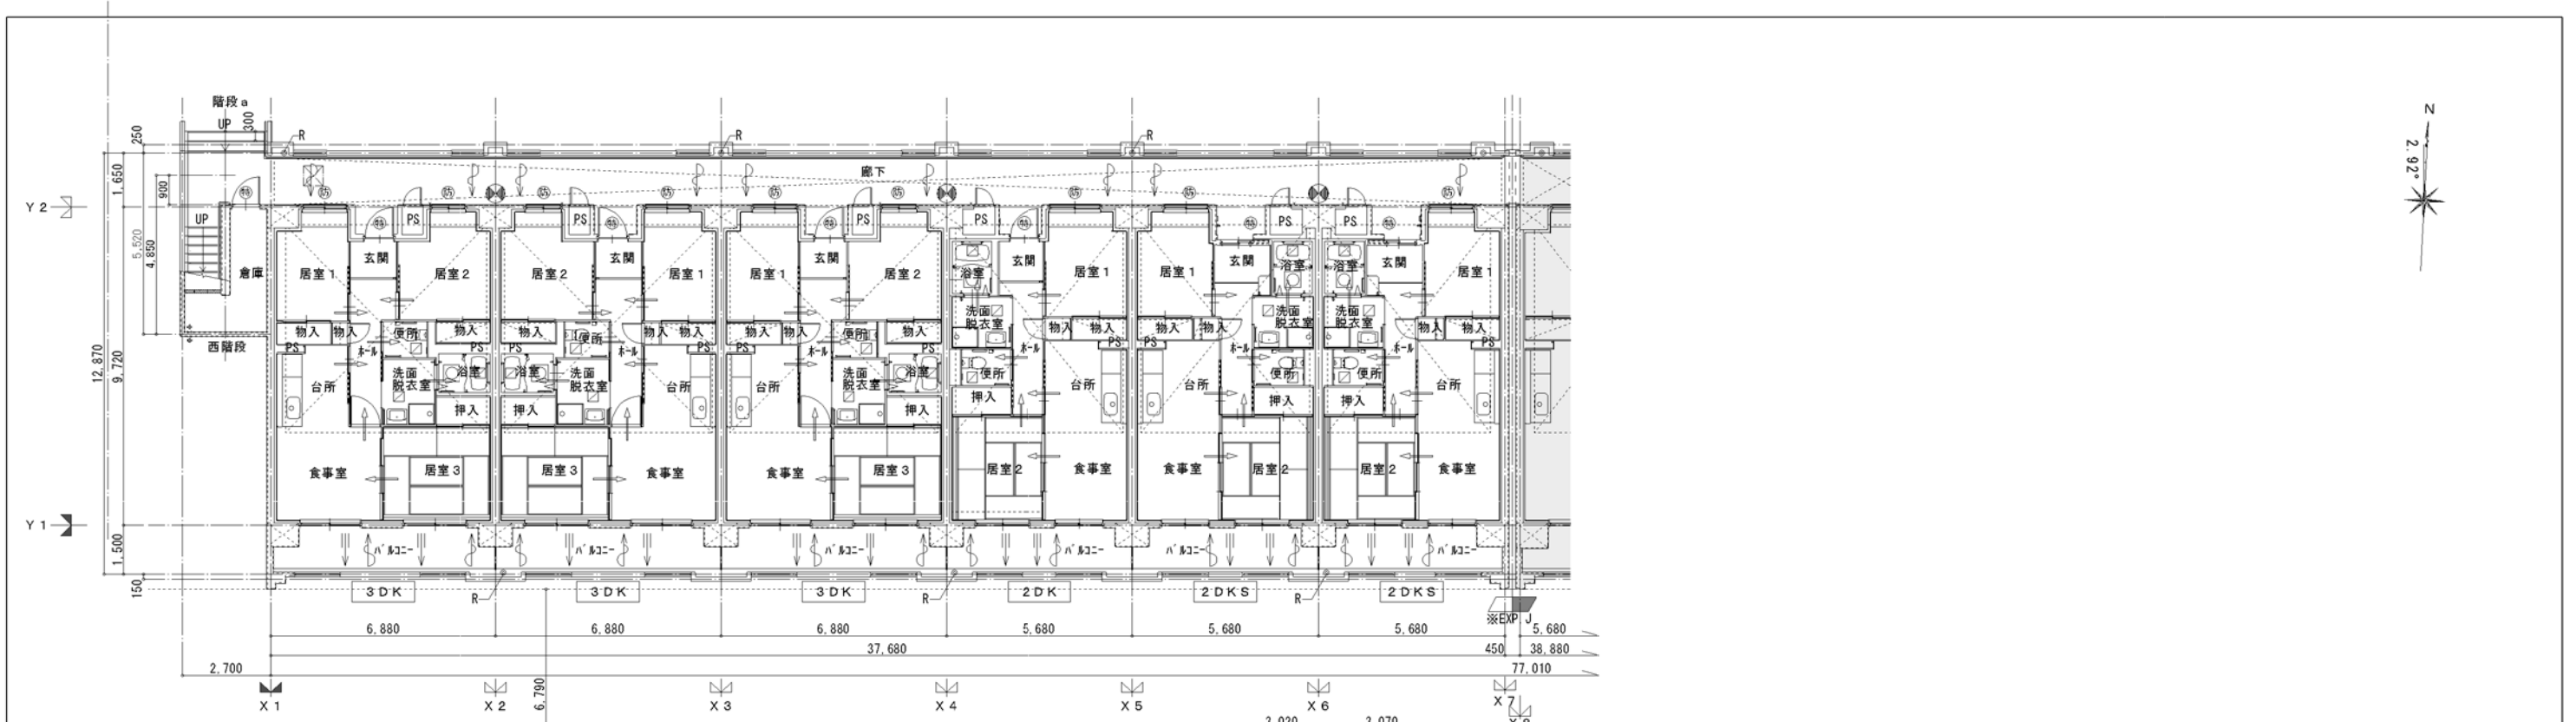 階段a
UP
300
N
2.92°
250
R
R
R
1,650
900
廊下
Y2
UP
PS
PS
PS
PS
PS
PS
5,520
4,850
倉庫
居室1
玄関
居室2
居室2
玄関
居室1
居室1
玄関
居室2
浴室
玄関
居室1
居室1
玄関
浴室
浴室
玄関
居室1
洗面
脱衣室
洗面
脱衣室
洗面
脱衣室
物入
物入
便所
物入
物入
便所
物入
物入
物入
物入
便所
物入
物入
物入
物入
物入
物入
物入
西階段
PS
ホール
PS
PS
ホール
PS
PS
ホール
PS
ホール
PS
PS
ホール
ホール
PS
12,870
9,720
台所
洗面
脱衣室
浴室
浴室
洗面
脱衣室
台所
台所
洗面
脱衣室
浴室
便所
台所
台所
便所
便所
台所
押入
押入
押入
押入
押入
押入
食事室
居室3
居室3
食事室
食事室
居室3
居室2
食事室
食事室
居室2
居室2
食事室
Y1
1,500
バルコニー
バルコニー
バルコニー
バルコニー
バルコニー
バルコニー
150
3DK
R
3DK
3DK
R
2DK
2DKS
R
2DKS
※EXP.J
6,880
6,880
6,880
5,680
5,680
5,680
5,680
37,680
450
38,880
2,700
77,010
6,790
X1
X2
X3
X4
X5
X6
X7